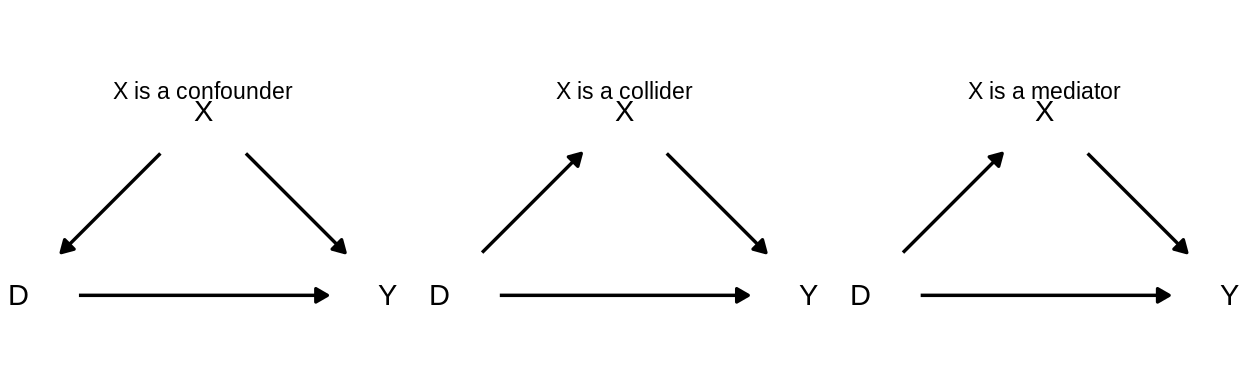 X is a confounder
X
D
Y
X is a collider
X
D
Y
X is a mediator
X
D
Y